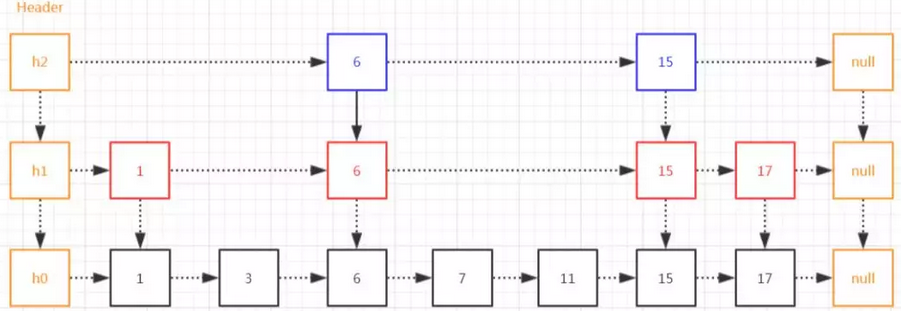 Header
h2 6 15 null
h1 1 6 15 17 null
h0 1 3 6 7 11 15 17 null